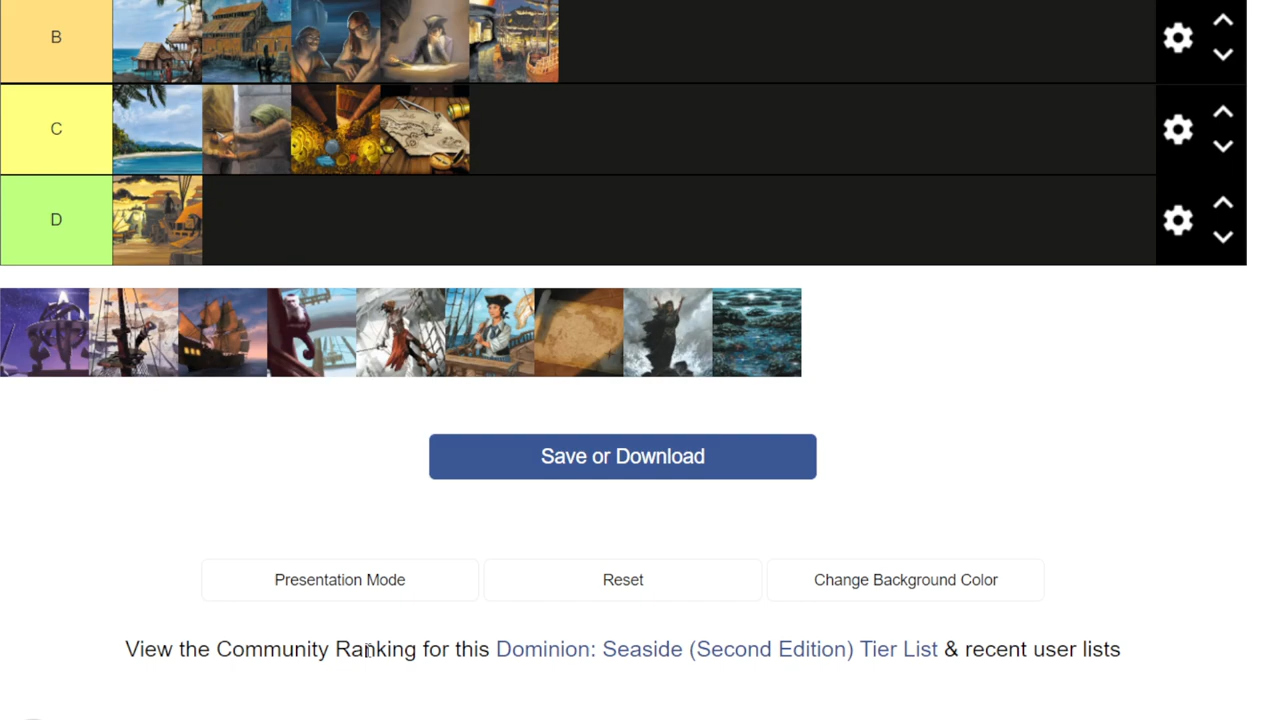 B
C
D
Save or Download
Presentation Mode
Reset
Change Background Color
View the Community Ranking for this Dominion: Seaside (Second Edition) Tier List & recent user lists